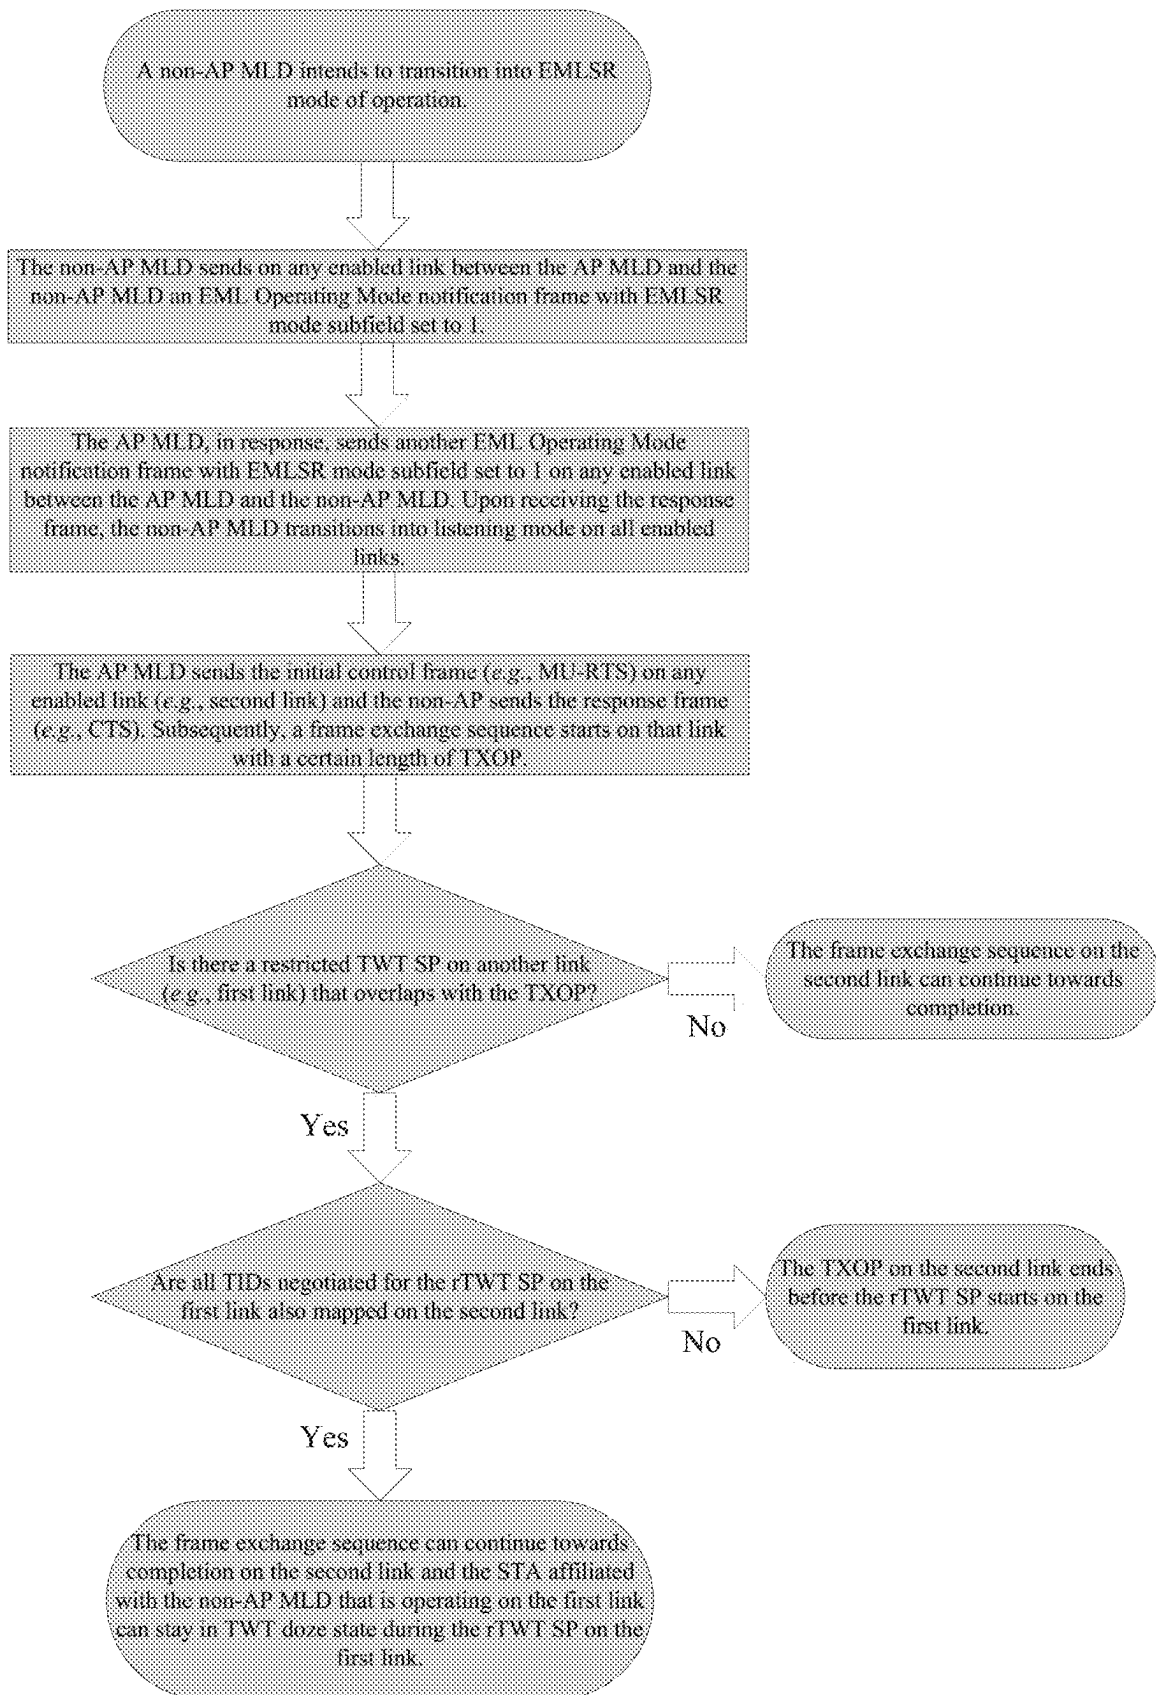 A non-AP MLD intends to transition into EMLSR
mode of operation.
The non-AP MLD sends on any enabled link between the AP MLD and the
non-AP MLD an EML Operating Mode notification frame with EMLSR
mode subfield set to 1.
The AP MLD, in response, sends another EML Operating Mode
notification frame with EMLSR mode subfield set to 1 on any enabled link
between the AP MLD and the non-AP MLD. Upon receiving the response
frame, the non-AP MLD transitions into listening mode on all enabled
links.
The AP MLD sends the initial control frame (e.g., MU-RTS) on any
enabled link (e.g., second link) and the non-AP sends the response frame
(e.g., CTS). Subsequently, a frame exchange sequence starts on that link
with a certain length of TXOP.
Is there a restricted TWT SP on another link
(e.g., first link) that overlaps with the TXOP?
No
The frame exchange sequence on the
second link can continue towards
completion.
Yes
Are all TIDs negotiated for the rTWT SP on the
first link also mapped on the second link?
No
The TXOP on the second link ends
before the rTWT SP starts on the
first link.
Yes
The frame exchange sequence can continue towards
completion on the second link and the STA affiliated
with the non-AP MLD that is operating on the first link
can stay in TWT doze state during the rTWT SP on the
first link.